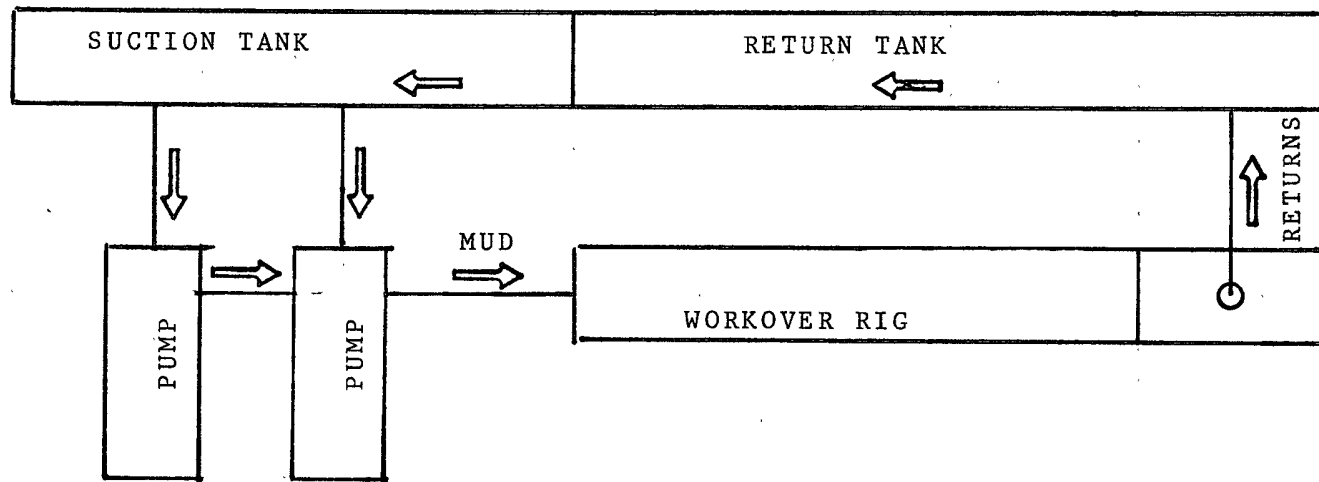 SUCTION TANK
RETURN TANK
RETURNS
MUD
PUMP
PUMP
WORKOVER RIG